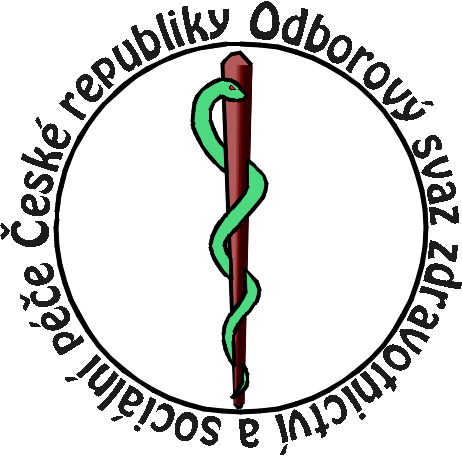 Odborový svaz zdravotnictví a sociální péče České republiky